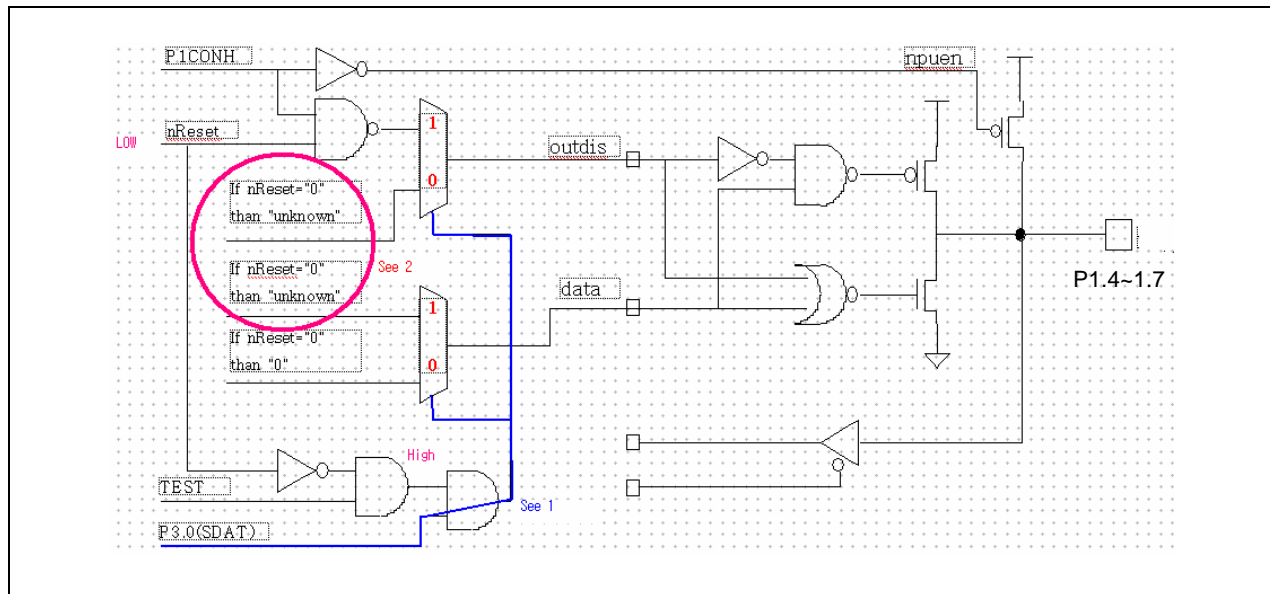 P1CONH
npuen
nReset
LOW
1
outdis
0
If nReset="0"
than "unknown"
See 2
If nReset="0"
than "unknown"
data
P1.4~1.7
1
If nReset="0"
than "0"
0
High
TEST
See 1
P3.0(SDAT)